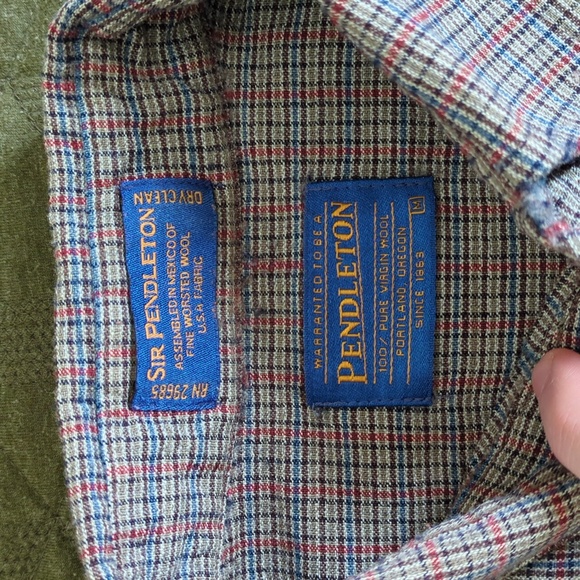 SIR PENDLETON
ASSEMBLED IN MEXICO OF
FINE WORSTED WOOL
U.S.A. FABRIC
DRY CLEAN
RN 29685
WARRANTED TO BE A
PENDLETON
100% PURE VIRGIN WOOL
PORTLAND, OREGON
SINCE 1863
M